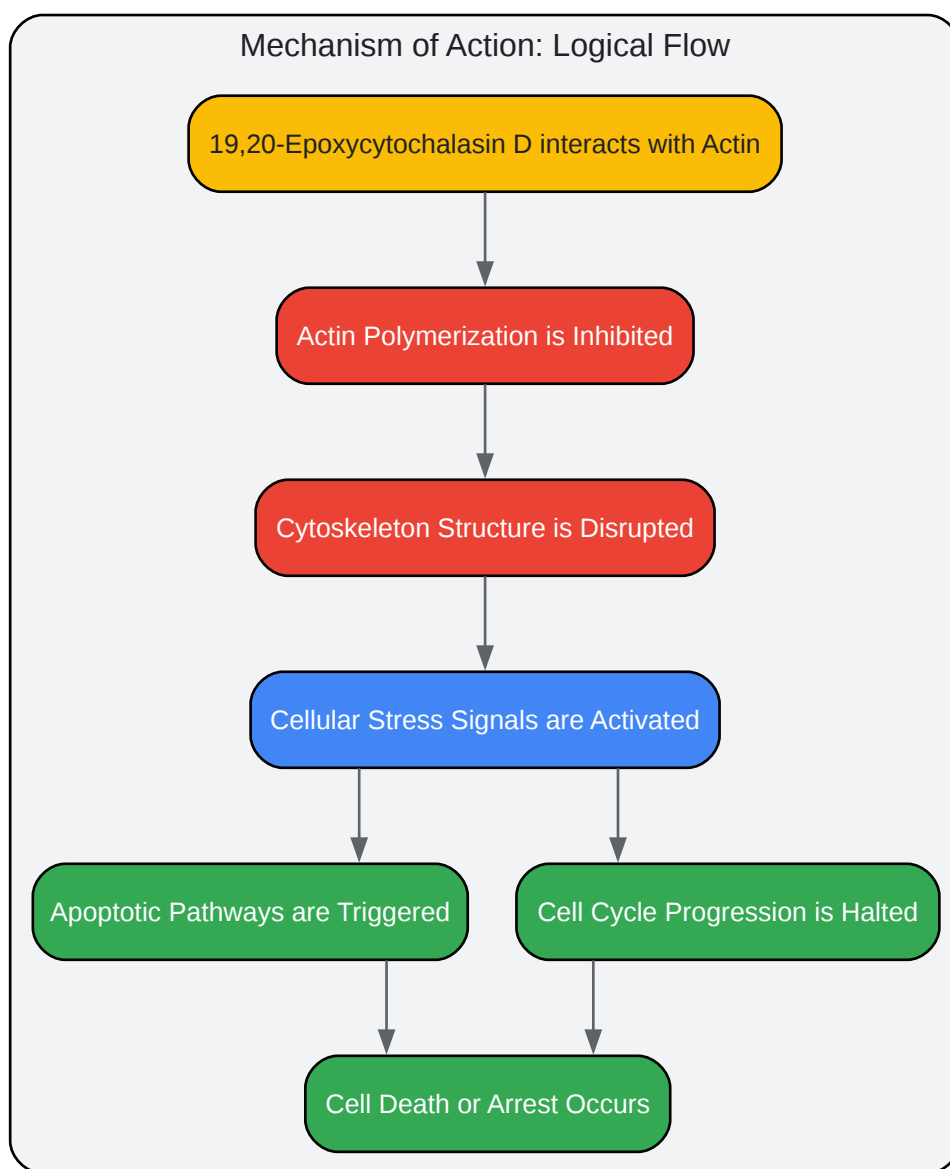 Mechanism of Action: Logical Flow
19,20-Epoxycytochalasin D interacts with Actin
Actin Polymerization is Inhibited
Cytoskeleton Structure is Disrupted
Cellular Stress Signals are Activated
Apoptotic Pathways are Triggered
Cell Cycle Progression is Halted
Cell Death or Arrest Occurs